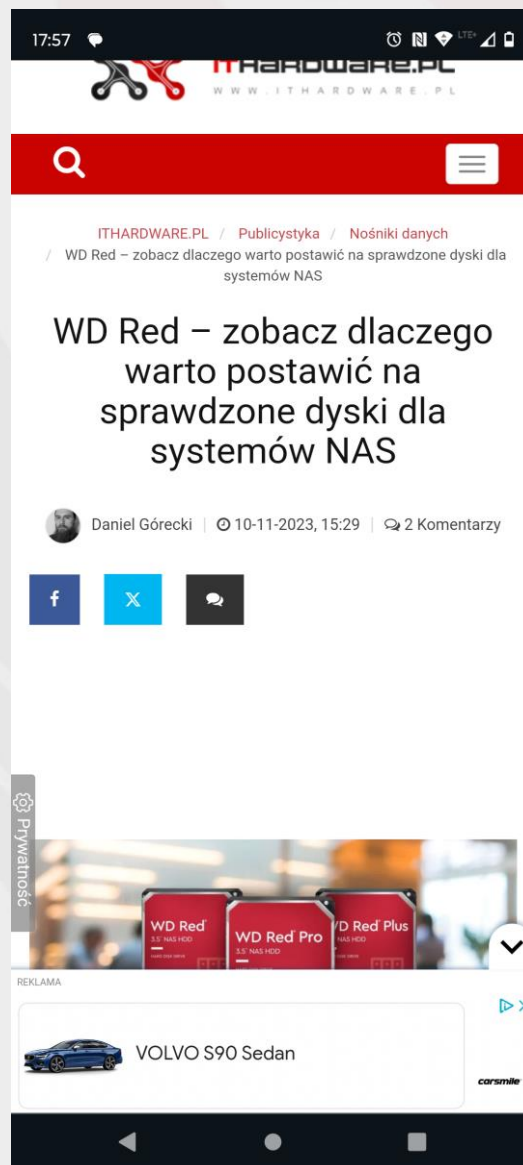 17:57
LTE+
ITHARDWARE.PL
WWW.ITHARDWARE.PL
ITHARDWARE.PL / Publicystyka / Nośniki danych
/ WD Red – zobacz dlaczego warto postawić na sprawdzone dyski dla
systemów NAS
WD Red – zobacz dlaczego
warto postawić na
sprawdzone dyski dla
systemów NAS
Daniel Górecki | 10-11-2023, 15:29 | 2 Komentarzy
f X
Prywatność
WD Red
3.5" NAS HDD
WD Red Pro
3.5" NAS HDD
WD Red Plus
NAS HDD
REKLAMA
VOLVO S90 Sedan
carsmile